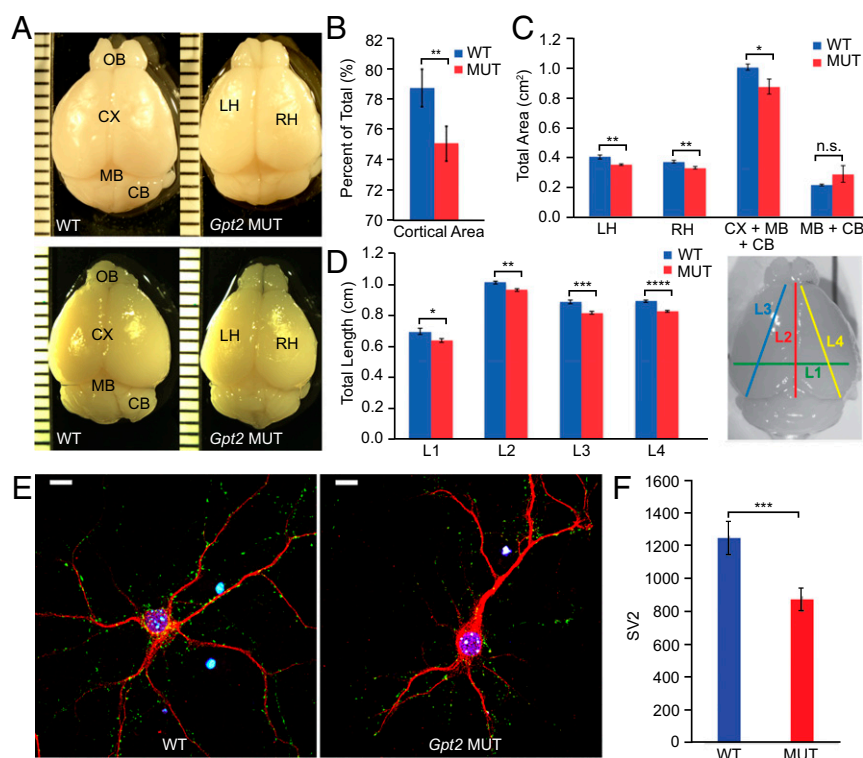 A
OB
CX
MB
CB
WT
LH
RH
Gpt2 MUT
OB
CX
MB
CB
WT
LH
RH
Gpt2 MUT
B
Percent of Total (%)
82
80
78
76
74
72
70
**
WT
MUT
Cortical Area
C
Total Area (cm²)
1.2
1.0
0.8
0.6
0.4
0.2
0.0
**
**
*
n.s.
WT
MUT
LH
RH
CX + MB
+ CB
MB + CB
D
Total Length (cm)
1.2
1.0
0.8
0.6
0.4
0.2
0.0
*
**
***
****
WT
MUT
L1
L2
L3
L4
L3
L2
L4
L1
E
WT
Gpt2 MUT
F
SV2
1600
1400
1200
1000
800
600
400
200
0
***
WT
MUT